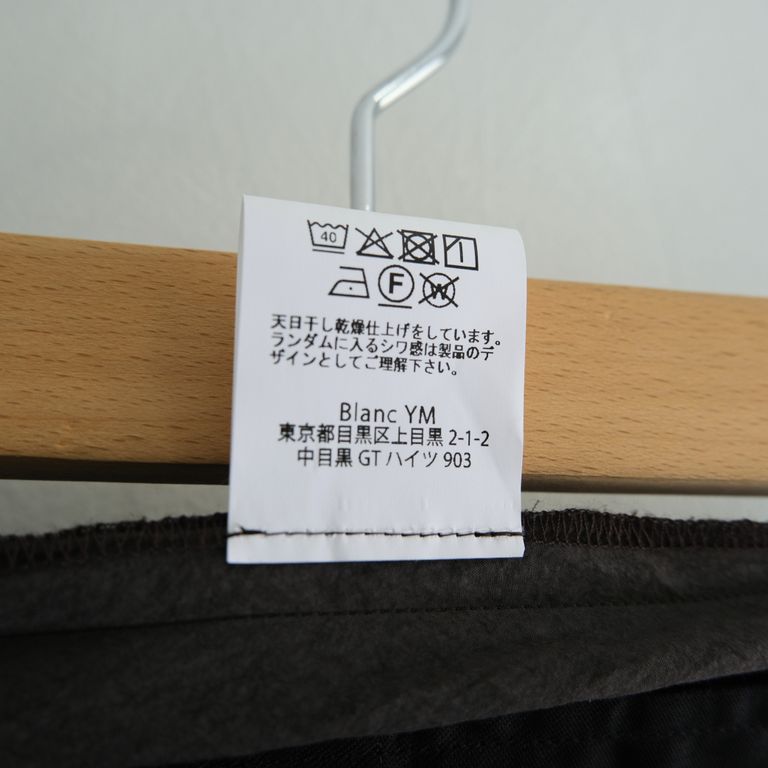 40
F
W
天日干し乾燥仕上げをしています。
ランダムに入るシワ感は製品のデ
ザインとしてご理解下さい。
Blanc YM
東京都目黒区上目黒 2-1-2
中目黒 GT ハイツ 903